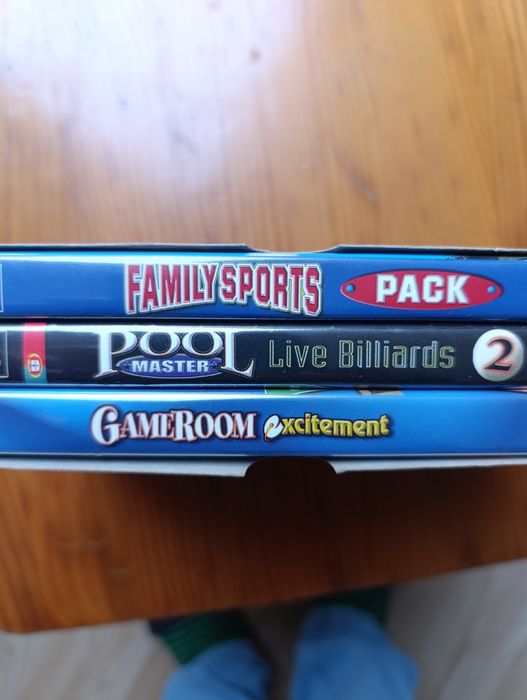 FAMILY SPORTS PACK
POOL MASTER Live Billiards 2
GAMEROOM excitement